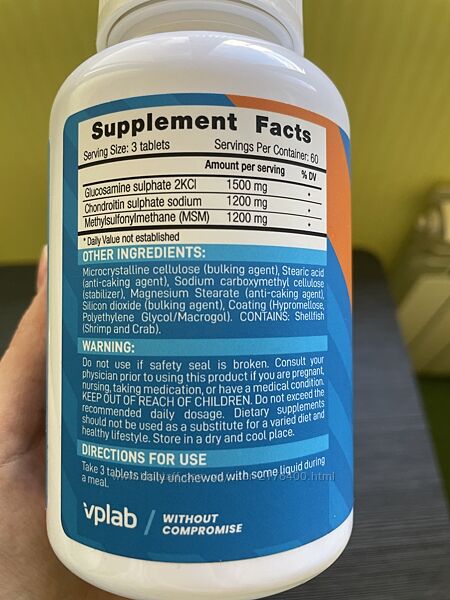 Supplement Facts
Serving Size: 3 tablets Servings Per Container: 60
Amount per serving % DV
Glucosamine sulphate 2KCl 1500 mg *
Chondroitin sulphate sodium 1200 mg *
Methylsulfonylmethane (MSM) 1200 mg *
* Daily Value not established
OTHER INGREDIENTS:
Microcrystalline cellulose (bulking agent), Stearic acid
(anti-caking agent), Sodium carboxymethyl cellulose
(stabilizer), Magnesium Stearate (anti-caking agent),
Silicon dioxide (bulking agent), Coating (Hypromellose,
Polyethylene Glycol/Macrogol). CONTAINS: Shellfish
(Shrimp and Crab).
WARNING:
Do not use if safety seal is broken. Consult your
physician prior to using this product if you are pregnant,
nursing, taking medication, or have a medical condition.
KEEP OUT OF REACH OF CHILDREN. Do not exceed the
recommended daily dosage. Dietary supplements
should not be used as a substitute for a varied diet and
healthy lifestyle. Store in a dry and cool place.
DIRECTIONS FOR USE
Take 3 tablets daily unchewed with some liquid during
a meal.
vplab / WITHOUT
COMPROMISE